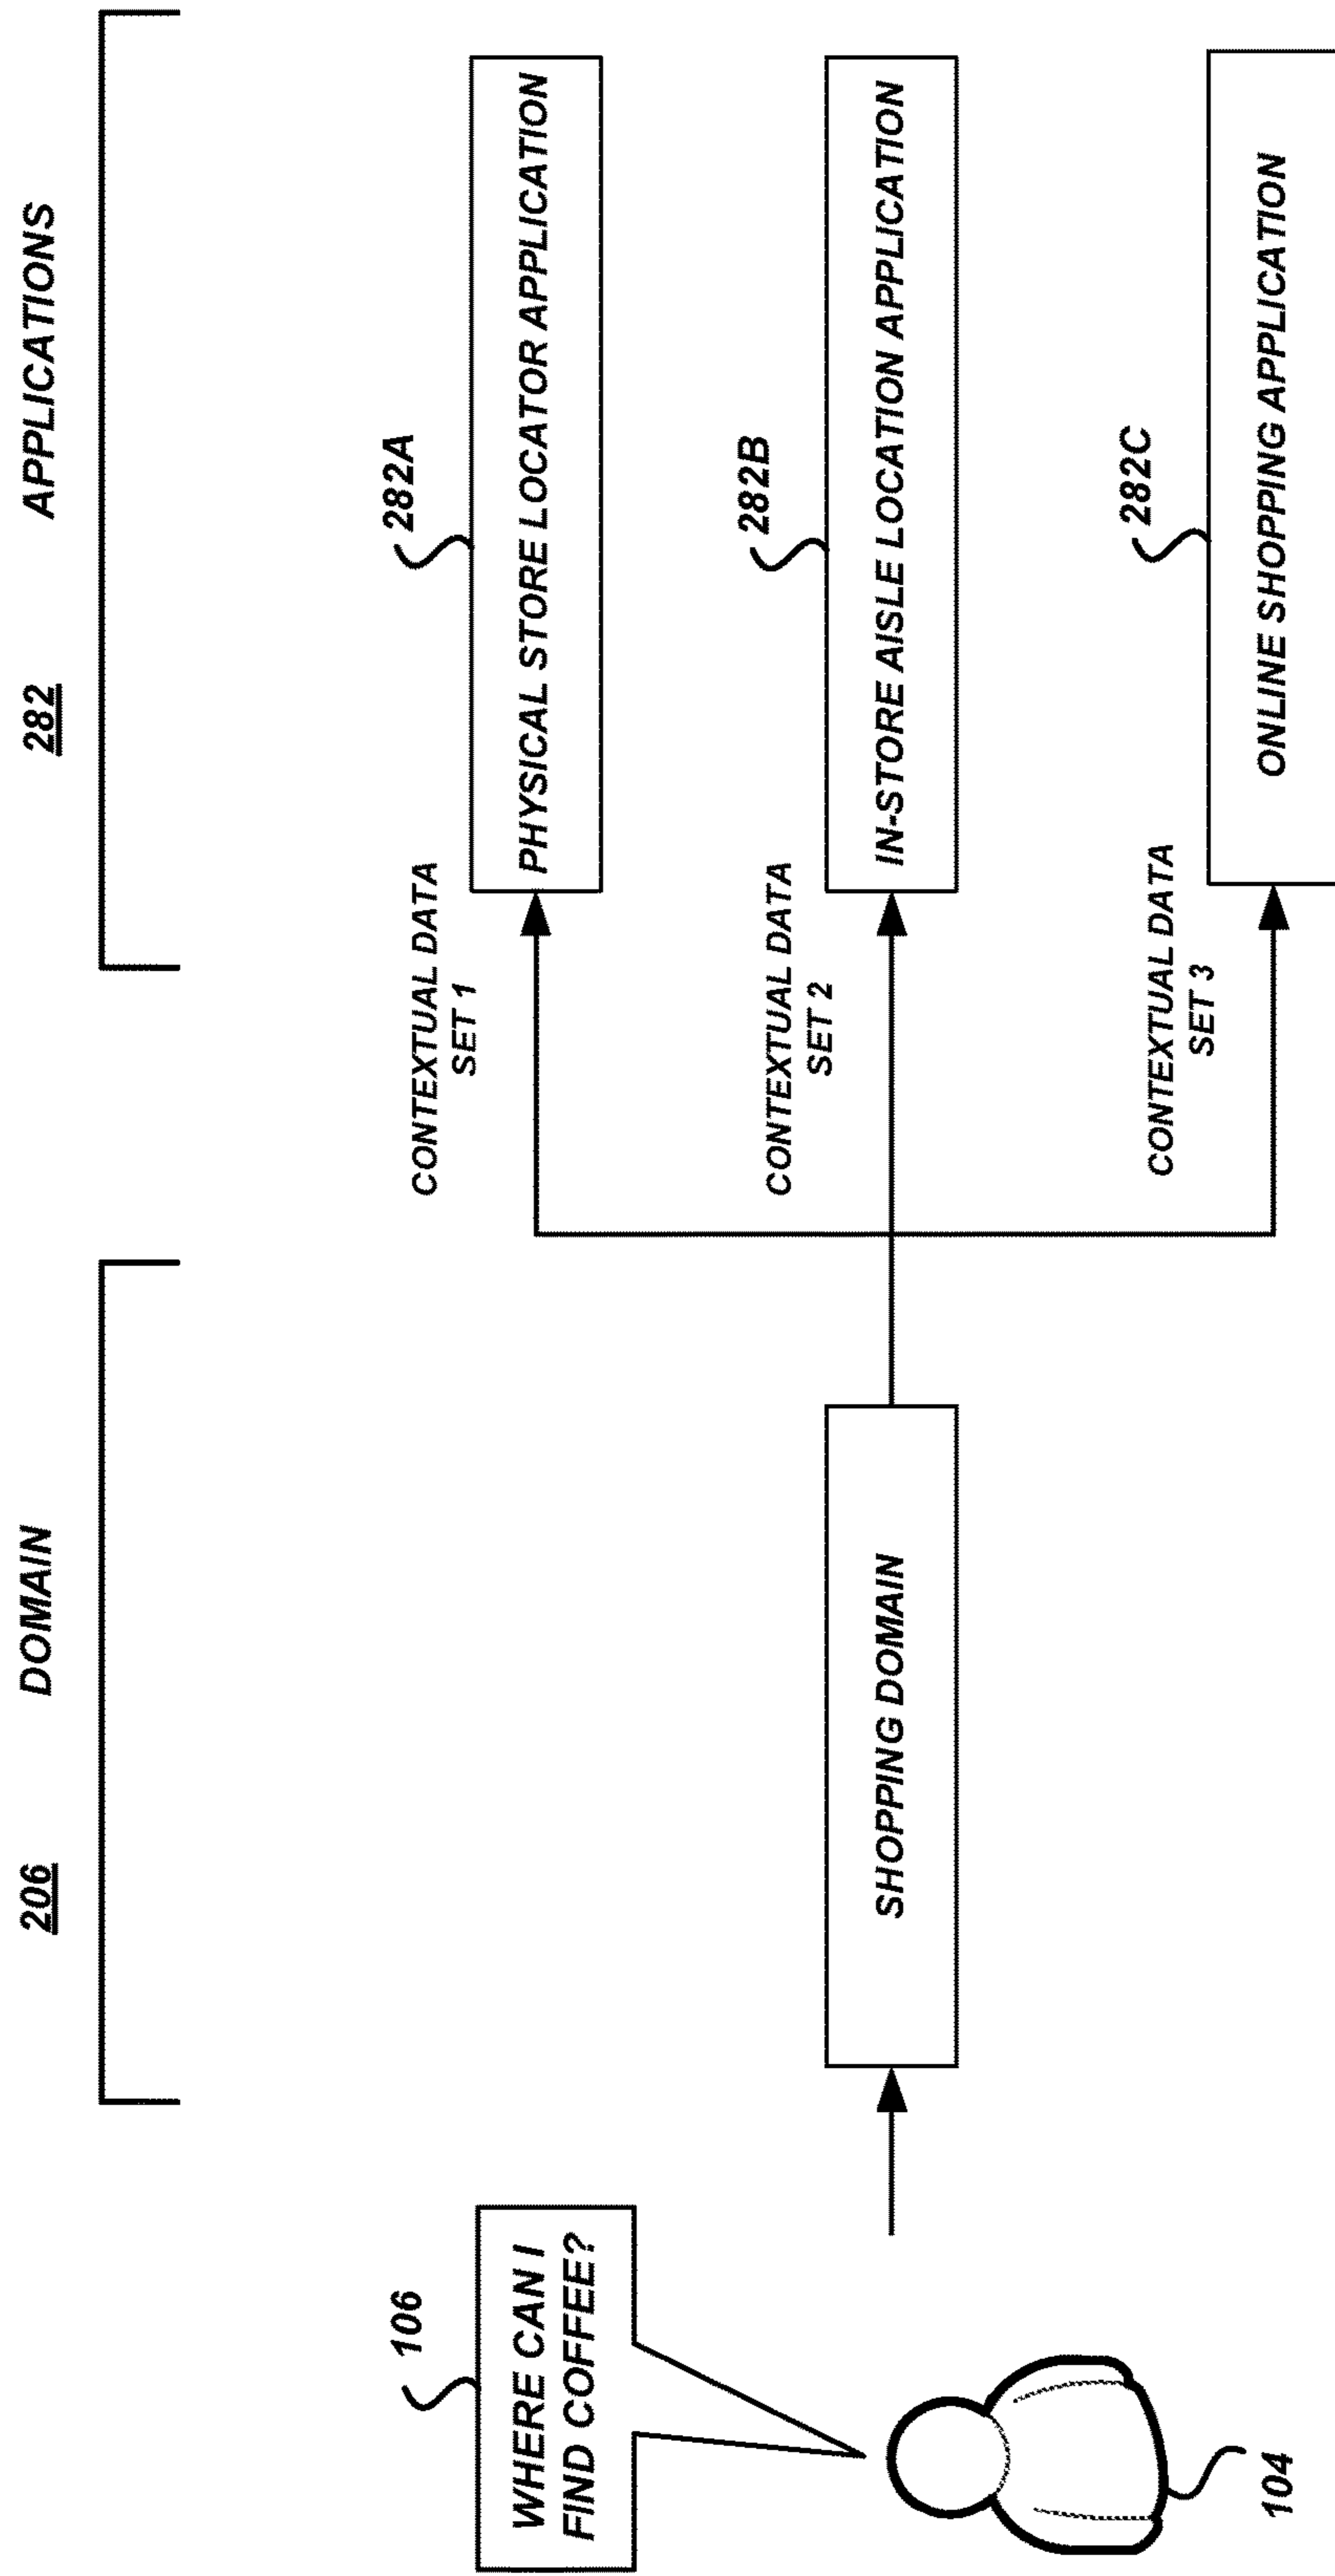 206
DOMAIN
282
APPLICATIONS
106
WHERE CAN I
FIND COFFEE?
104
SHOPPING DOMAIN
CONTEXTUAL DATA
SET 1
282A
PHYSICAL STORE LOCATOR APPLICATION
CONTEXTUAL DATA
SET 2
282B
IN-STORE AISLE LOCATION APPLICATION
CONTEXTUAL DATA
SET 3
282C
ONLINE SHOPPING APPLICATION